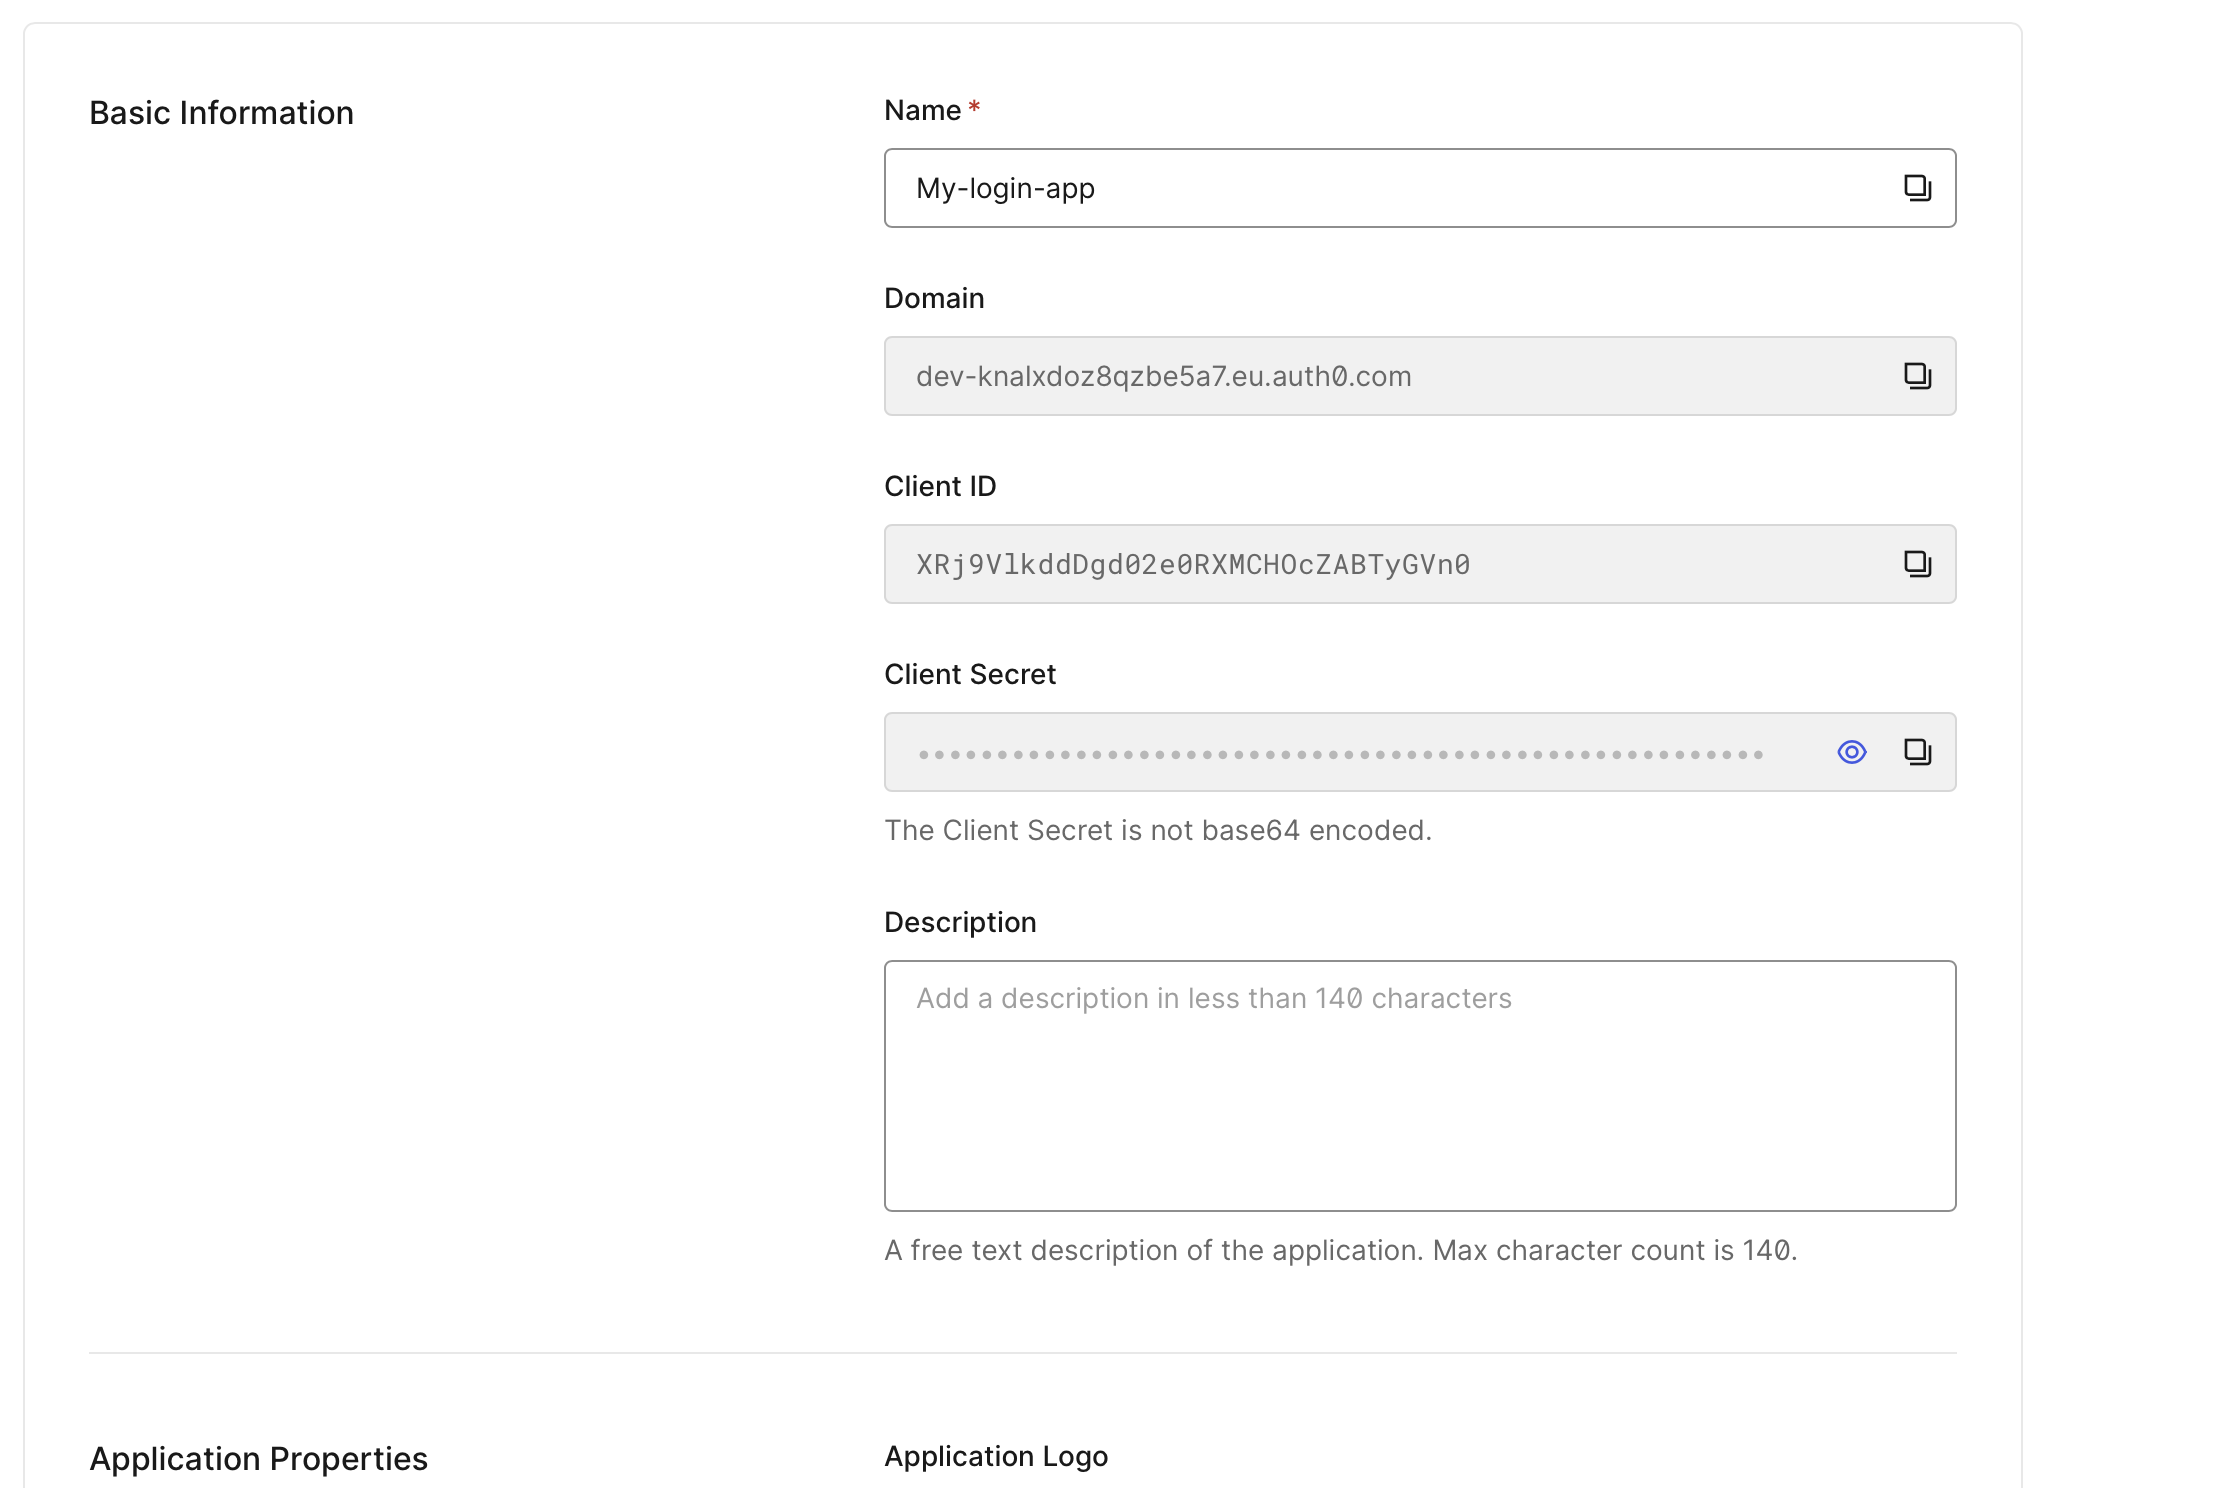 Basic Information
Name *
My-login-app
Domain
dev-knalxdoz8qzbe5a7.eu.auth0.com
Client ID
XRj9VlkddDgd02e0RXMCHOcZABTyGVn0
Client Secret
••••••••••••••••••••••••••••••••••••••••••••••••••••••
The Client Secret is not base64 encoded.
Description
Add a description in less than 140 characters
A free text description of the application. Max character count is 140.
Application Properties
Application Logo